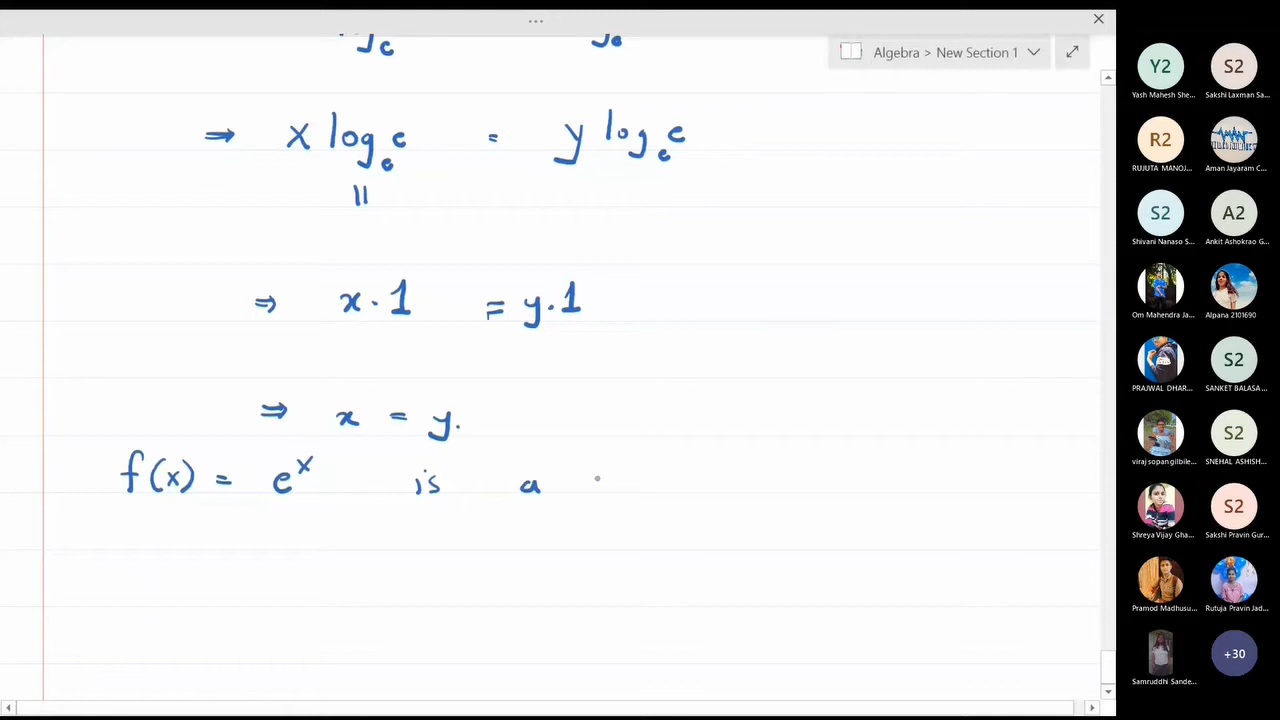 Algebra > New Section 1
⇒ x log_e e = y log_e e
||
⇒ x . 1 = y . 1
⇒ x = y.
f(x) = e^x is a
Y2
Yash Mahesh She...
S2
Sakshi Laxman Sa...
R2
RUJUTA MANOJ...
Aman Jayaram C...
S2
Shivani Nanaso S...
A2
Ankit Ashokrao G...
Om Mahendra Ja...
Alpana 2101690
PRAJWAL DHAR...
S2
SANKET BALASA...
viraj sopan gilbile...
S2
SNEHAL ASHISH...
Shreya Vijay Gha...
S2
Sakshi Pravin Gur...
Pramod Madhusu...
Rutuja Pravin Jad...
Samruddhi Sande...
+30